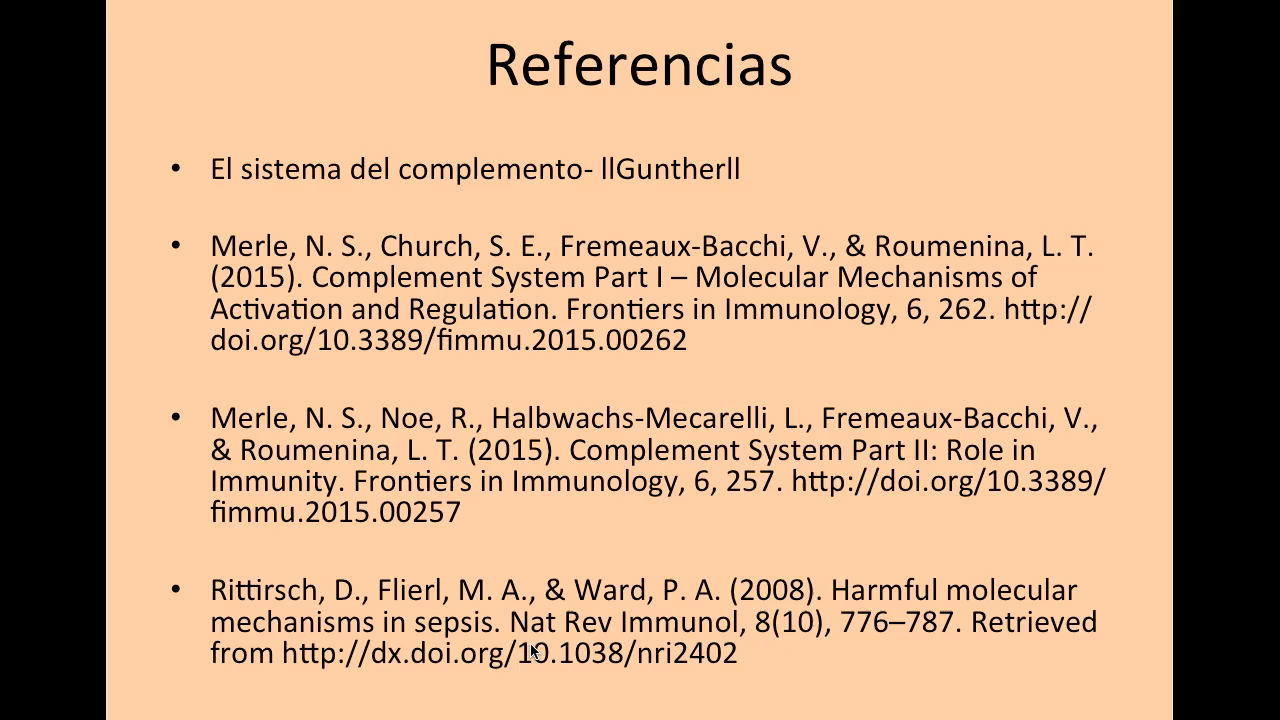 Referencias
• El sistema del complemento- llGuntherll
• Merle, N. S., Church, S. E., Fremeaux-Bacchi, V., & Roumenina, L. T.
(2015). Complement System Part I – Molecular Mechanisms of
Activation and Regulation. Frontiers in Immunology, 6, 262. http://
doi.org/10.3389/fimmu.2015.00262
• Merle, N. S., Noe, R., Halbwachs-Mecarelli, L., Fremeaux-Bacchi, V.,
& Roumenina, L. T. (2015). Complement System Part II: Role in
Immunity. Frontiers in Immunology, 6, 257. http://doi.org/10.3389/
fimmu.2015.00257
• Rittirsch, D., Flierl, M. A., & Ward, P. A. (2008). Harmful molecular
mechanisms in sepsis. Nat Rev Immunol, 8(10), 776–787. Retrieved
from http://dx.doi.org/10.1038/nri2402